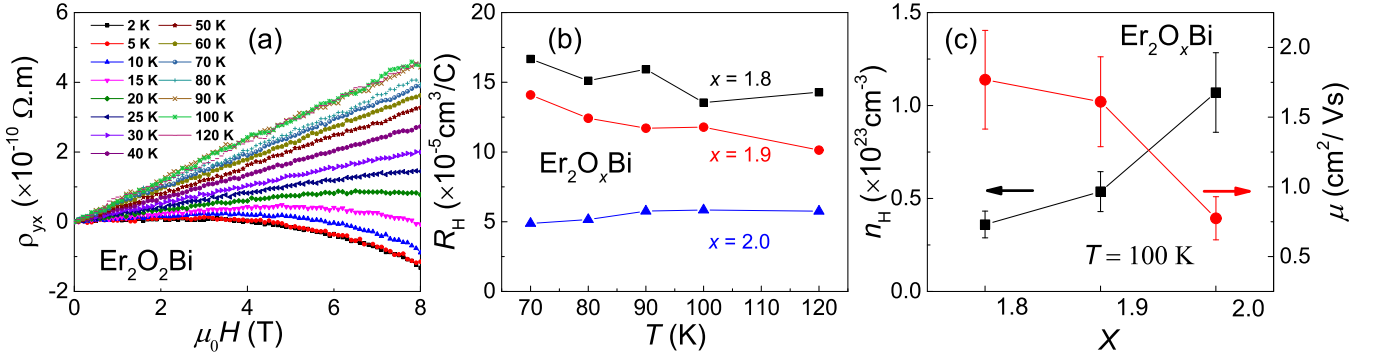 (a)
2 K
5 K
10 K
15 K
20 K
25 K
30 K
40 K
50 K
60 K
70 K
80 K
90 K
100 K
120 K
Er₂O₂Bi
6
4
2
0
-2
ρyx (×10⁻¹⁰ Ω.m)
0 2 4 6 8
μ₀H (T)
(b)
x = 1.8
x = 1.9
x = 2.0
Er₂OₓBi
20
15
10
5
0
R_H (×10⁻⁵cm³/C)
70 80 90 100 110 120
T (K)
(c)
Er₂OₓBi
T = 100 K
1.5
1.0
0.5
0.0
n_H (×10²³cm⁻³)
2.0
1.5
1.0
0.5
μ (cm²/ Vs)
1.8 1.9 2.0
X